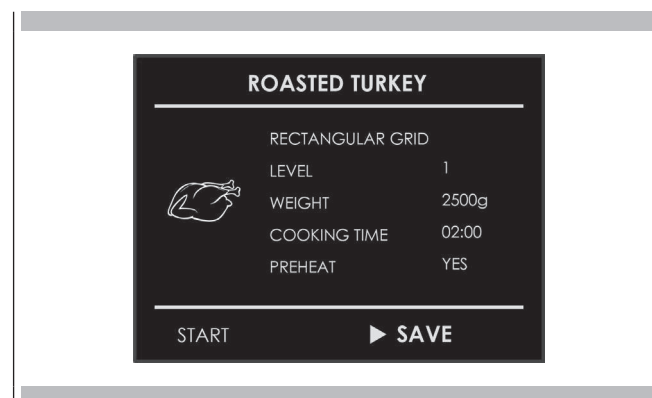 ROASTED TURKEY
RECTANGULAR GRID
LEVEL 1
WEIGHT 2500g
COOKING TIME 02:00
PREHEAT YES
START ▶ SAVE